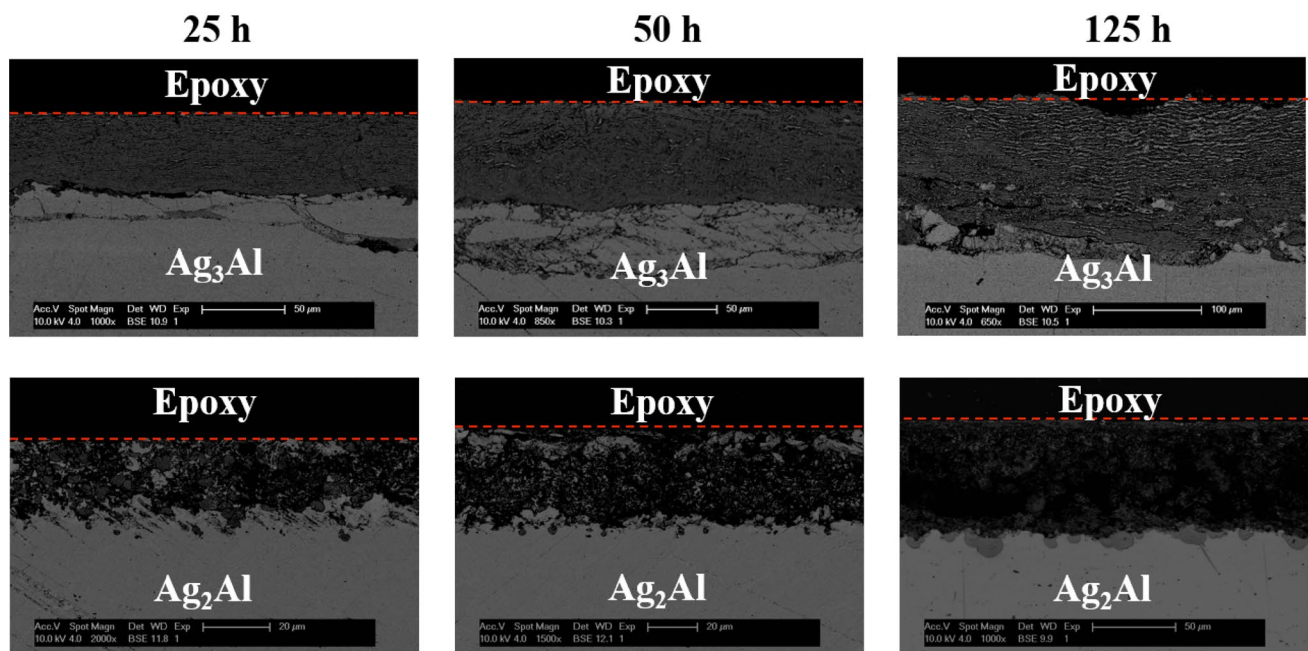 25 h 50 h 125 h
Epoxy Epoxy Epoxy
Ag₃Al Ag₃Al Ag₃Al
Acc.V Spot Magn Det WD Exp 50 µm
10.0 kV 4.0 1000x BSE 10.9 1
Acc.V Spot Magn Det WD Exp 50 µm
10.0 kV 4.0 850x BSE 10.3 1
Acc.V Spot Magn Det WD Exp 100 µm
10.0 kV 4.0 650x BSE 10.5 1
Epoxy Epoxy Epoxy
Ag₂Al Ag₂Al Ag₂Al
Acc.V Spot Magn Det WD Exp 20 µm
10.0 kV 4.0 2000x BSE 11.8 1
Acc.V Spot Magn Det WD Exp 20 µm
10.0 kV 4.0 1500x BSE 12.1 1
Acc.V Spot Magn Det WD Exp 50 µm
10.0 kV 4.0 1000x BSE 9.9 1